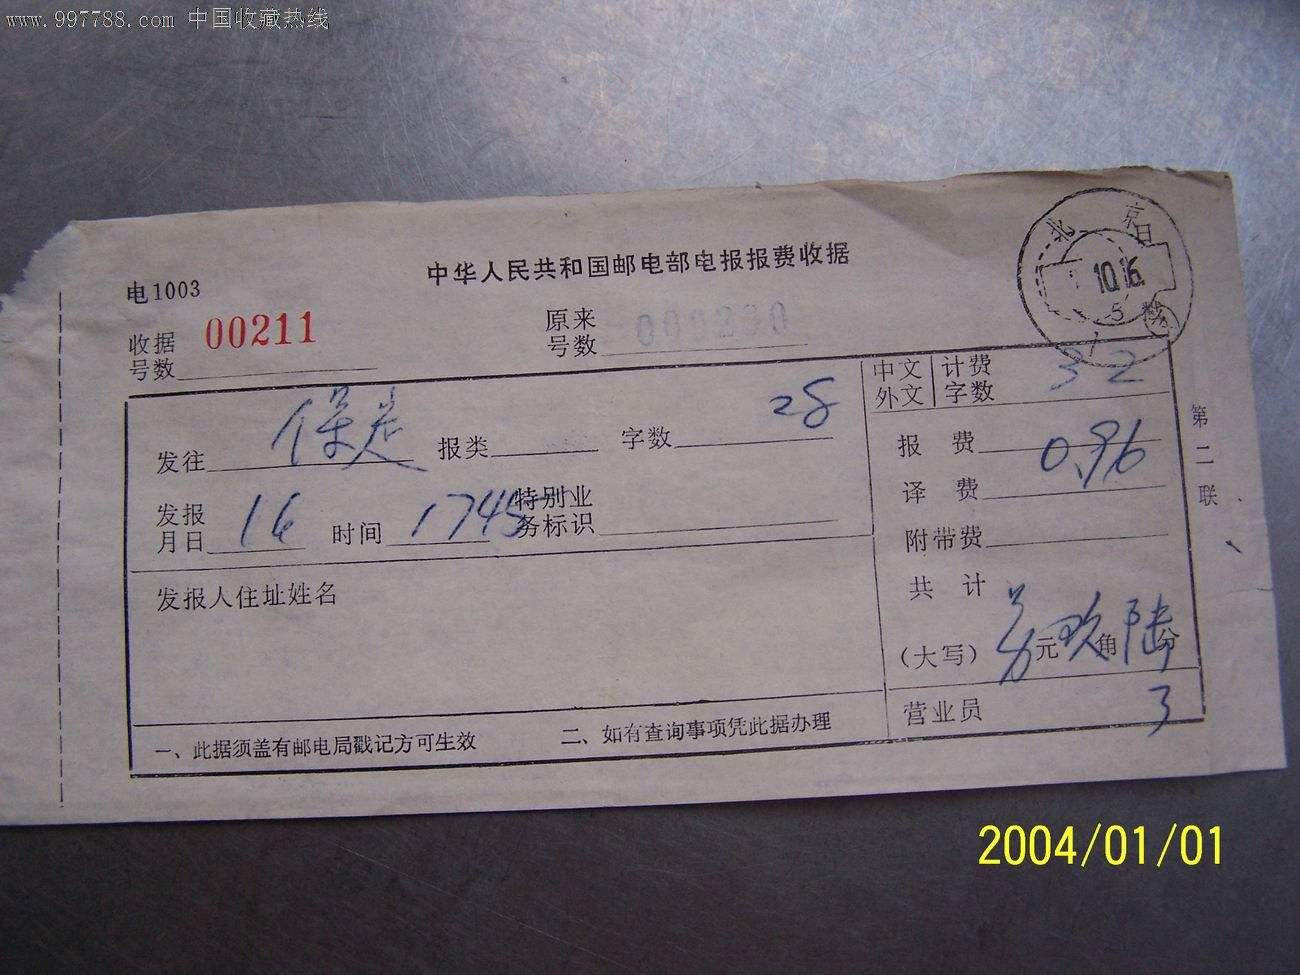 www.997788.com 中国收藏热线
中华人民共和国邮电部电报报费收据
电1003
收据号数 00211
原来号数
北京
日
10.16.
5
中文 外文 计费字数 32
发往 保定 报类 字数 28
报费 0.96
发报月日 16 时间 1745 特别业务标识
译费
附带费
发报人住址姓名
共计
(大写) 元玖角陆分
营业员 3
一、此据须盖有邮电局戳记方可生效 二、如有查询事项凭此据办理
第二联
2004/01/01